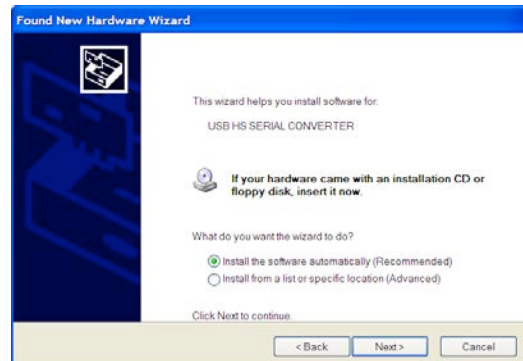 Found New Hardware Wizard
This wizard helps you install software for:
USB HS SERIAL CONVERTER
If your hardware came with an installation CD or
floppy disk, insert it now.
What do you want the wizard to do?
Install the software automatically (Recommended)
Install from a list or specific location (Advanced)
Click Next to continue.
< Back Next > Cancel